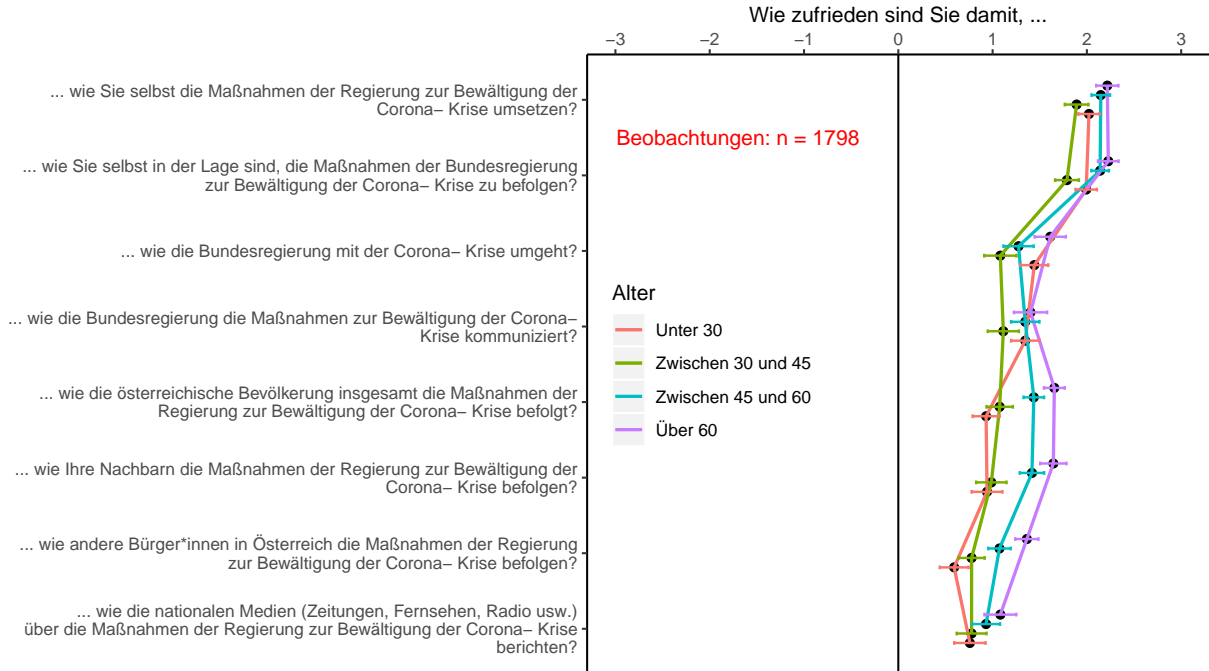 Wie zufrieden sind Sie damit, ...
−3 −2 −1 0 1 2 3
... wie Sie selbst die Maßnahmen der Regierung zur Bewältigung der
Corona− Krise umsetzen?
Beobachtungen: n = 1798
... wie Sie selbst in der Lage sind, die Maßnahmen der Bundesregierung
zur Bewältigung der Corona− Krise zu befolgen?
... wie die Bundesregierung mit der Corona− Krise umgeht?
... wie die Bundesregierung die Maßnahmen zur Bewältigung der Corona−
Krise kommuniziert?
... wie die österreichische Bevölkerung insgesamt die Maßnahmen der
Regierung zur Bewältigung der Corona− Krise befolgt?
... wie Ihre Nachbarn die Maßnahmen der Regierung zur Bewältigung der
Corona− Krise befolgen?
... wie andere Bürger*innen in Österreich die Maßnahmen der Regierung
zur Bewältigung der Corona− Krise befolgen?
... wie die nationalen Medien (Zeitungen, Fernsehen, Radio usw.)
über die Maßnahmen der Regierung zur Bewältigung der Corona− Krise
berichten?
Alter
Unter 30
Zwischen 30 und 45
Zwischen 45 und 60
Über 60